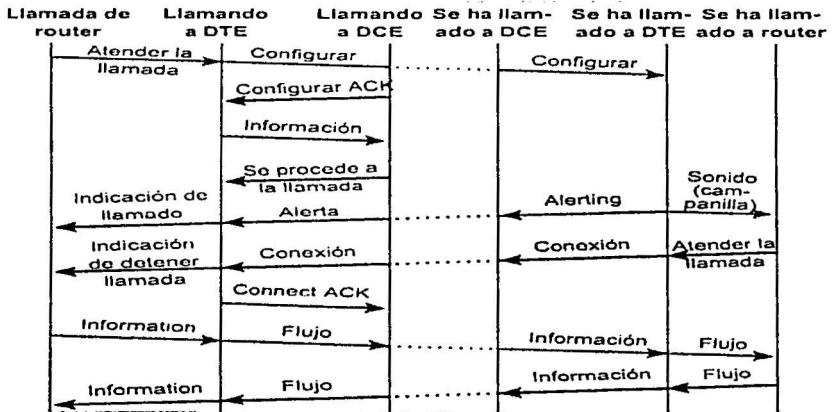 Llamada de router
Llamando a DTE
Llamando a DCE
Se ha llam-
ado a DCE
Se ha llam-
ado a DTE
Se ha llam-
ado a router
Atender la llamada
Configurar
Configurar
Configurar ACK
Información
Se procede a la llamada
Sonido (cam-
panilla)
Indicación de llamado
Alerta
Alerting
Indicación de detener llamada
Conexión
Conexión
Atender la llamada
Connect ACK
Information
Flujo
Información
Flujo
Information
Flujo
Información
Flujo